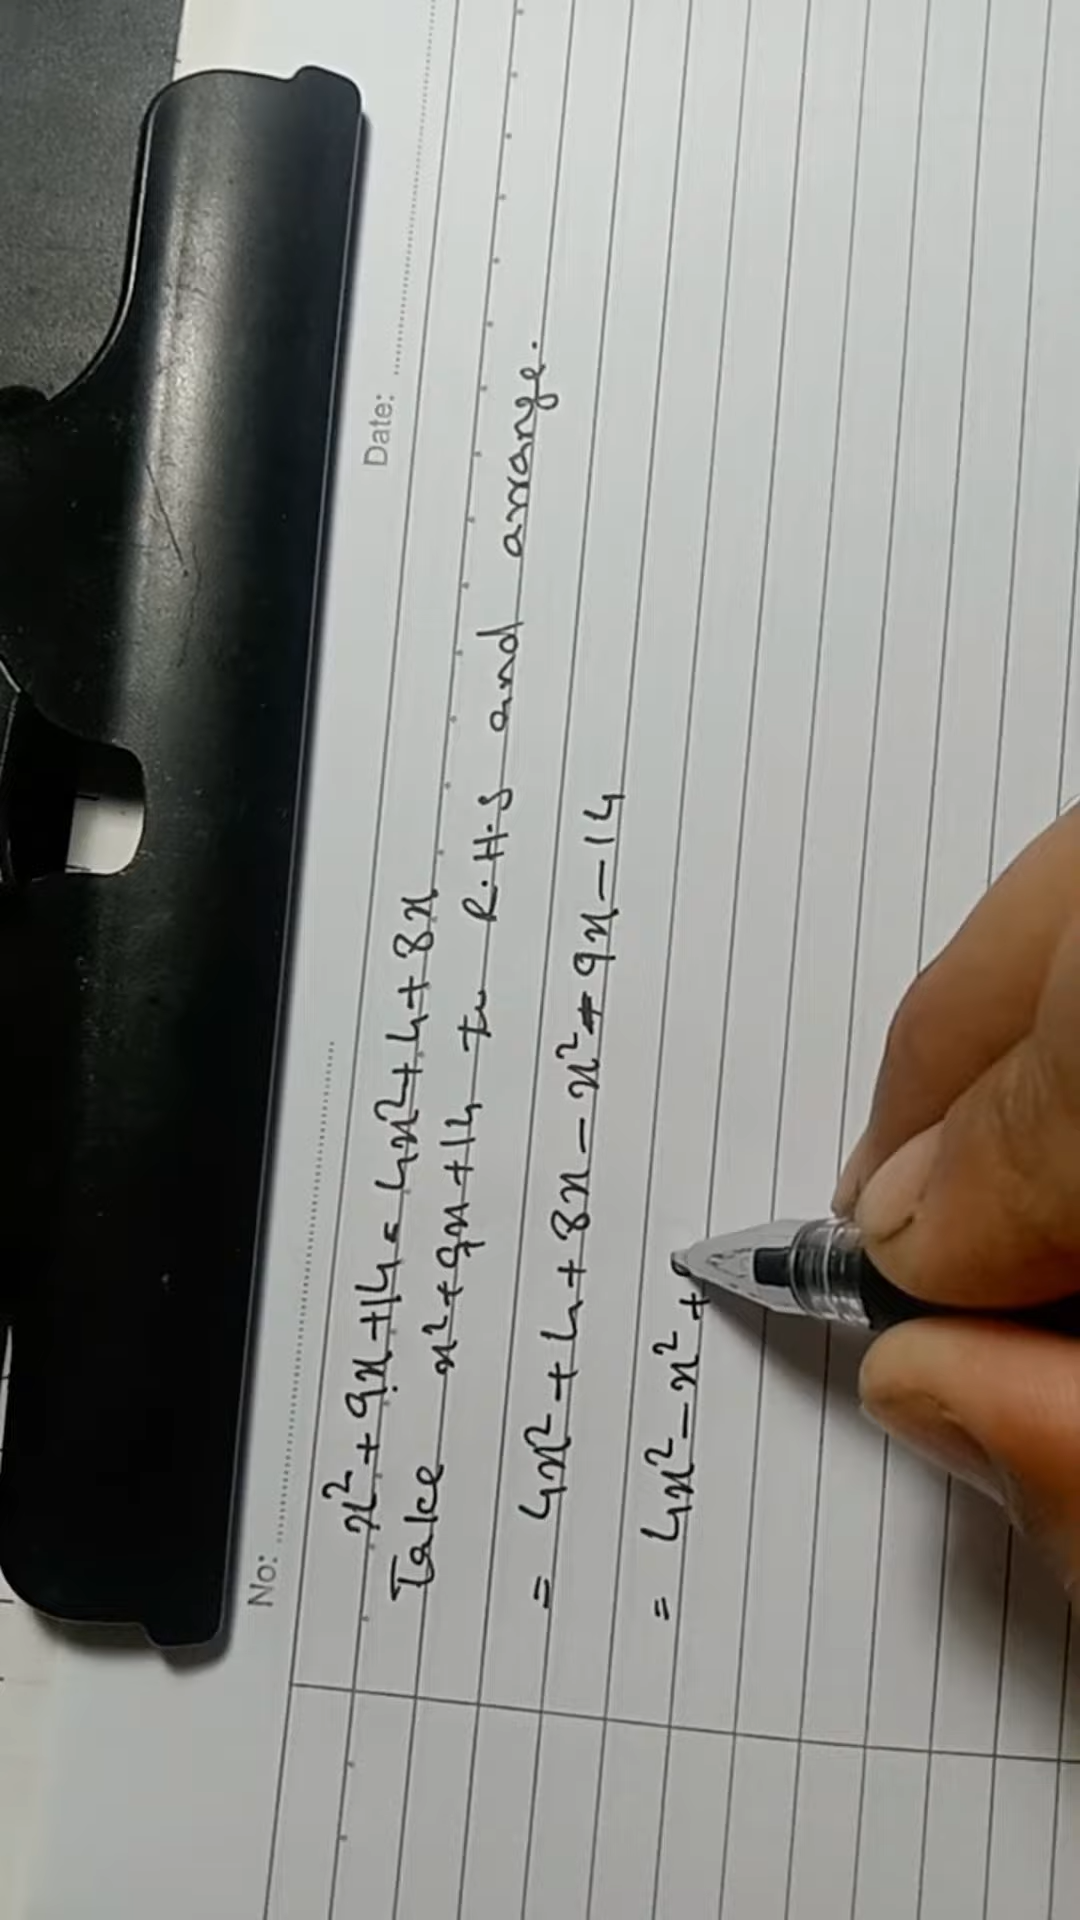 No: Date:
x² + 9x + 14 = 4x² + 4 + 8x
Take x² + 9x + 14 to R.H.S and arrange.
= 4x² + 4 + 8x - x² - 9x - 14
= 4x² - x² +